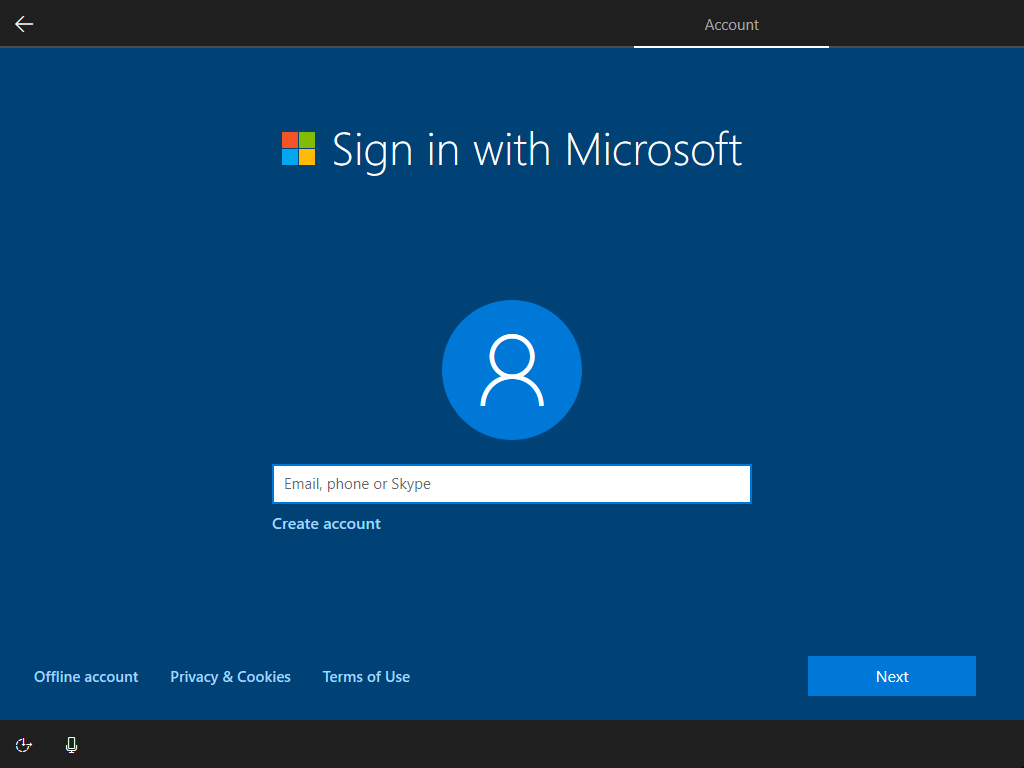 Account
Sign in with Microsoft
Email, phone or Skype
Create account
Offline account Privacy & Cookies Terms of Use Next